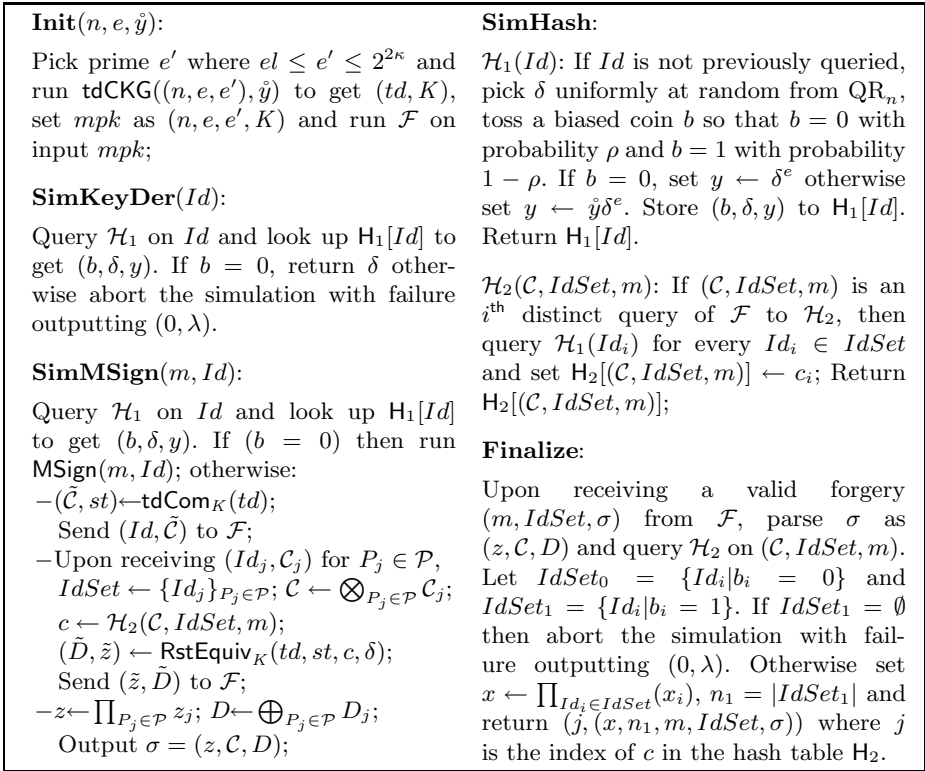 Init(n, e, ẙ):
Pick prime e′ where el ≤ e′ ≤ 2^{2κ} and
run tdCKG((n, e, e′), ẙ) to get (td, K),
set mpk as (n, e, e′, K) and run ℱ on
input mpk;
SimKeyDer(Id):
Query ℋ₁ on Id and look up H₁[Id] to
get (b, δ, y). If b = 0, return δ other-
wise abort the simulation with failure
outputting (0, λ).
SimMSign(m, Id):
Query ℋ₁ on Id and look up H₁[Id]
to get (b, δ, y). If (b = 0) then run
MSign(m, Id); otherwise:
−(𝒞̃, st)←tdCom_K(td);
Send (Id, 𝒞̃) to ℱ;
−Upon receiving (Id_j, 𝒞_j) for P_j ∈ 𝒫,
IdSet ← {Id_j}_{P_j∈𝒫}; 𝒞 ← ⨂_{P_j∈𝒫} 𝒞_j;
c ← ℋ₂(𝒞, IdSet, m);
(D̃, z̃) ← RstEquiv_K(td, st, c, δ);
Send (z̃, D̃) to ℱ;
−z←∏_{P_j∈𝒫} z_j; D←⨁_{P_j∈𝒫} D_j;
Output σ = (z, 𝒞, D);
SimHash:
ℋ₁(Id): If Id is not previously queried,
pick δ uniformly at random from QR_n,
toss a biased coin b so that b = 0 with
probability ρ and b = 1 with probability
1 − ρ. If b = 0, set y ← δ^e otherwise
set y ← ẙδ^e. Store (b, δ, y) to H₁[Id].
Return H₁[Id].
ℋ₂(𝒞, IdSet, m): If (𝒞, IdSet, m) is an
i^{th} distinct query of ℱ to ℋ₂, then
query ℋ₁(Id_i) for every Id_i ∈ IdSet
and set H₂[(𝒞, IdSet, m)] ← c_i; Return
H₂[(𝒞, IdSet, m)];
Finalize:
Upon receiving a valid forgery
(m, IdSet, σ) from ℱ, parse σ as
(z, 𝒞, D) and query ℋ₂ on (𝒞, IdSet, m).
Let IdSet₀ = {Id_i|b_i = 0} and
IdSet₁ = {Id_i|b_i = 1}. If IdSet₁ = ∅
then abort the simulation with fail-
ure outputting (0, λ). Otherwise set
x ← ∏_{Id_i∈IdSet}(x_i), n₁ = |IdSet₁| and
return (j, (x, n₁, m, IdSet, σ)) where j
is the index of c in the hash table H₂.